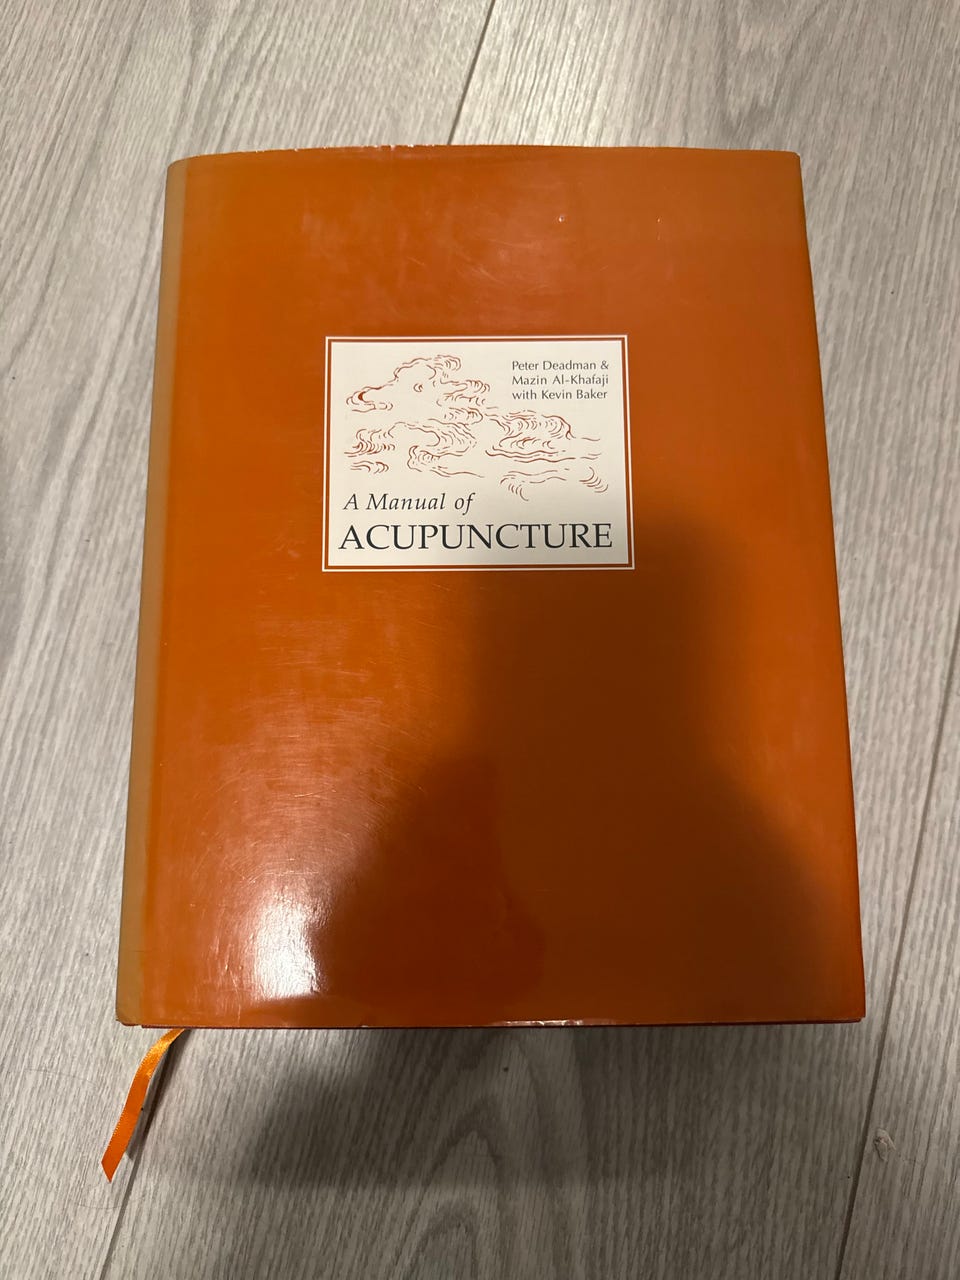 Peter Deadman &
Mazin Al-Khafaji
with Kevin Baker
A Manual of
ACUPUNCTURE